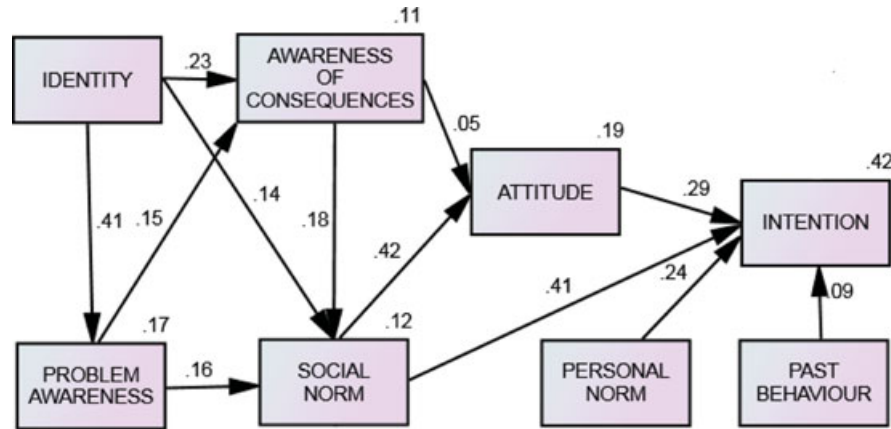 .11
IDENTITY
.23
AWARENESS
OF
CONSEQUENCES
.05
.19
ATTITUDE
.42
.29
INTENTION
.41
.15
.14
.18
.42
.41
.24
.09
.17
.12
PROBLEM
AWARENESS
.16
SOCIAL
NORM
PERSONAL
NORM
PAST
BEHAVIOUR